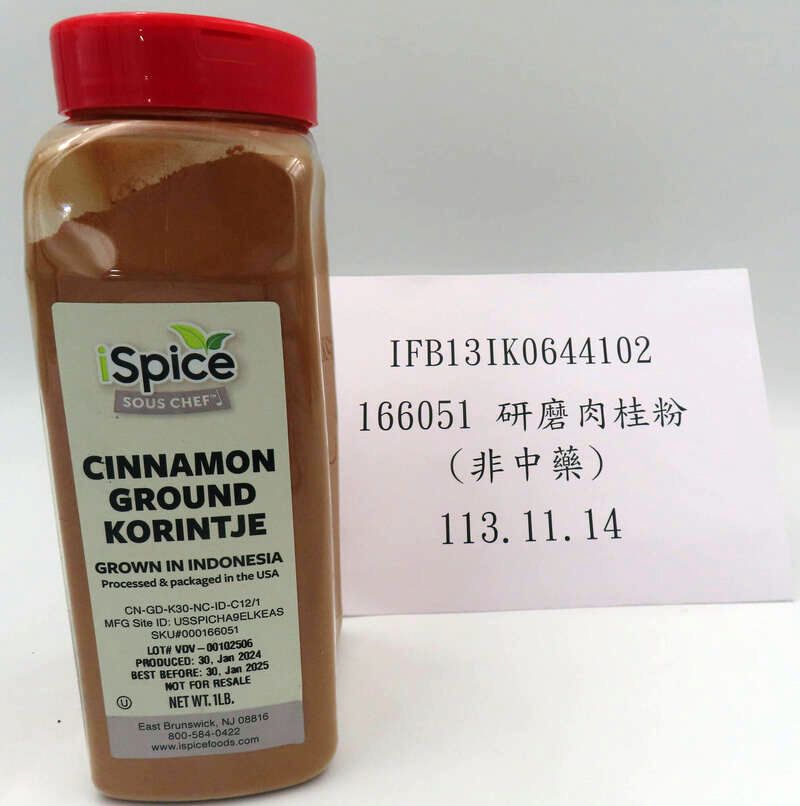 iSpice
SOUS CHEF™
CINNAMON
GROUND
KORINTJE
GROWN IN INDONESIA
Processed & packaged in the USA
CN-GD-K30-NC-ID-C12/1
MFG Site ID: USSPICHA9ELKEAS
SKU#000166051
LOT# VDV - 00102506
PRODUCED: 30, Jan 2024
BEST BEFORE: 30, Jan 2025
NOT FOR RESALE
U
NET WT. 1LB.
East Brunswick, NJ 08816
800-584-0422
www.ispicefoods.com
IFB13IK0644102
166051 研磨肉桂粉
(非中藥)
113.11.14